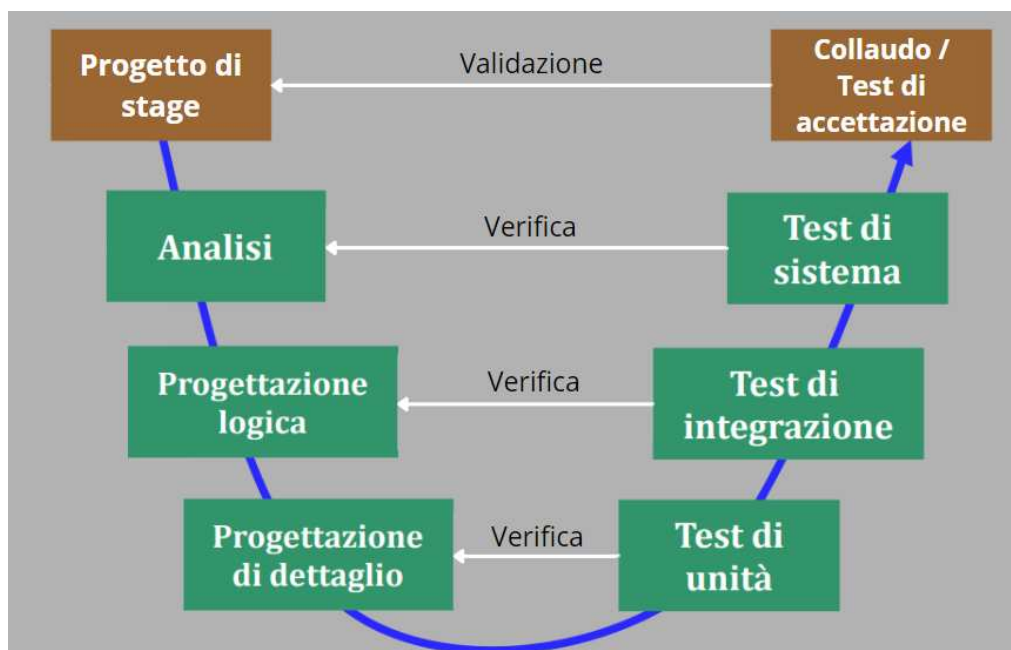 Progetto di
stage
Validazione
Collaudo /
Test di
accettazione
Analisi
Verifica
Test di
sistema
Progettazione
logica
Verifica
Test di
integrazione
Progettazione
di dettaglio
Verifica
Test di
unità